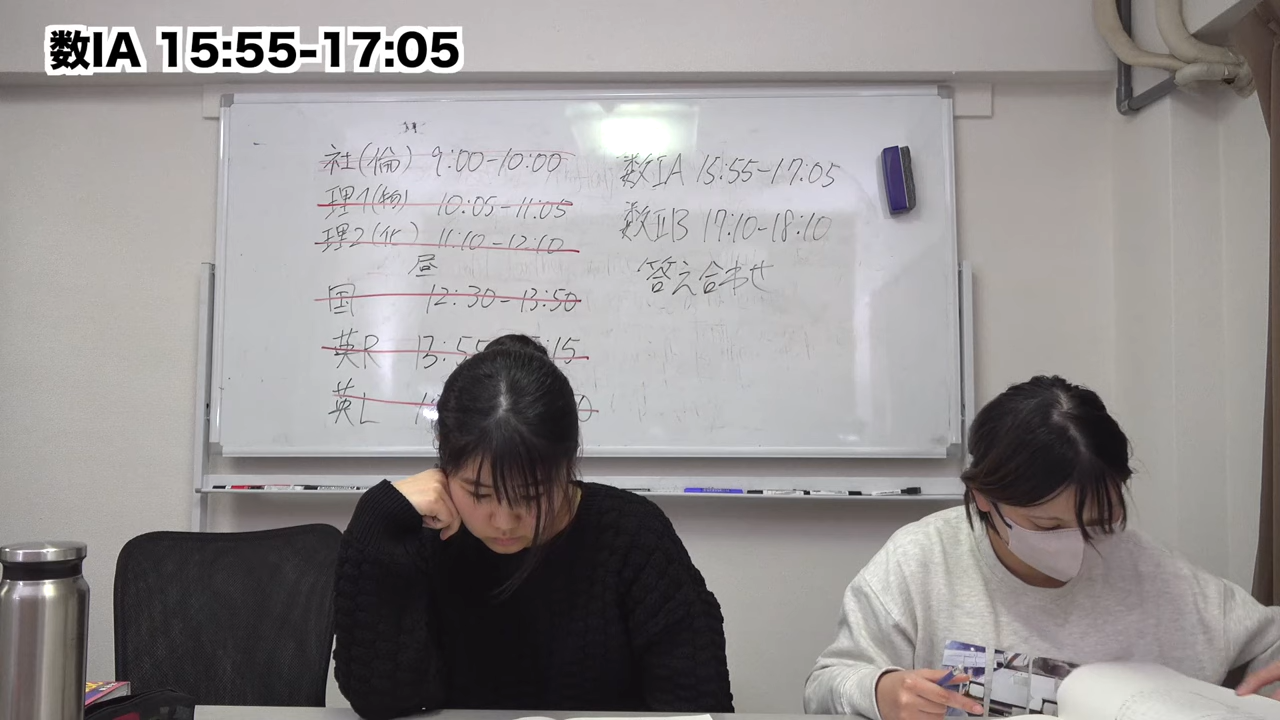 数IA 15:55-17:05
社(倫) 9:00-10:00
理1(物) 10:05-11:05
理2(化) 11:10-12:10
昼
国 12:30-13:50
英R 13:55 :15
英L
数IA 15:55-17:05
数IIB 17:10-18:10
答え合わせ